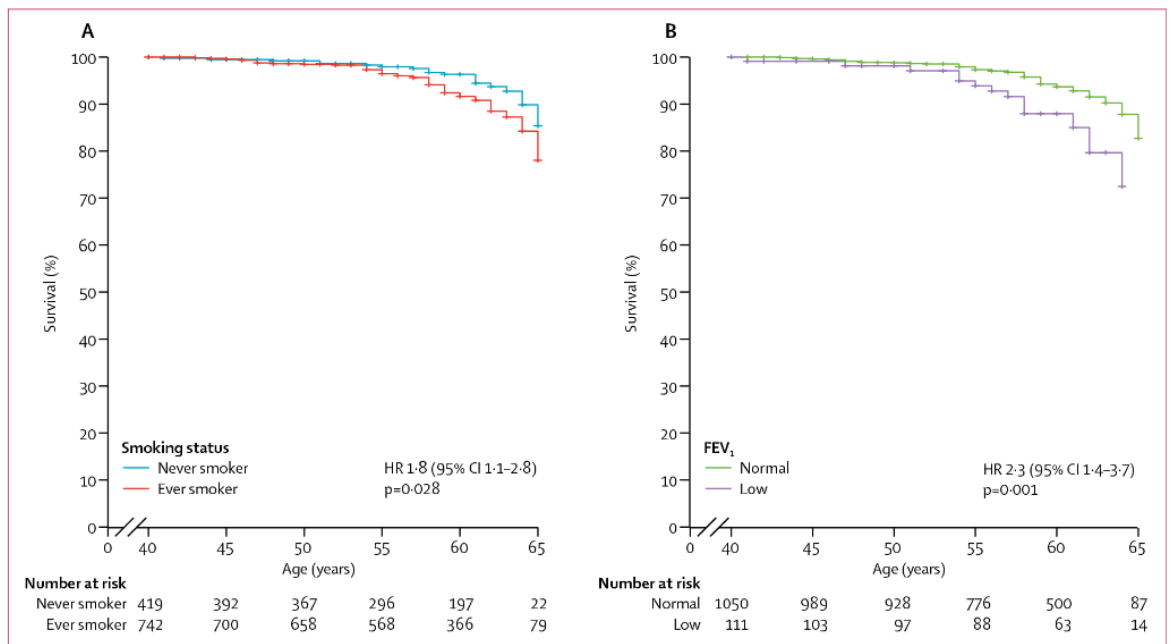 A
100
90
80
70
60
50
40
30
20
10
0
Survival (%)
Smoking status
Never smoker
Ever smoker
HR 1·8 (95% CI 1·1–2·8)
p=0·028
0 40 45 50 55 60 65
Age (years)
Number at risk
Never smoker 419 392 367 296 197 22
Ever smoker 742 700 658 568 366 79
B
100
90
80
70
60
50
40
30
20
10
0
Survival (%)
FEV₁
Normal
Low
HR 2·3 (95% CI 1·4–3·7)
p=0·001
0 40 45 50 55 60 65
Age (years)
Number at risk
Normal 1050 989 928 776 500 87
Low 111 103 97 88 63 14